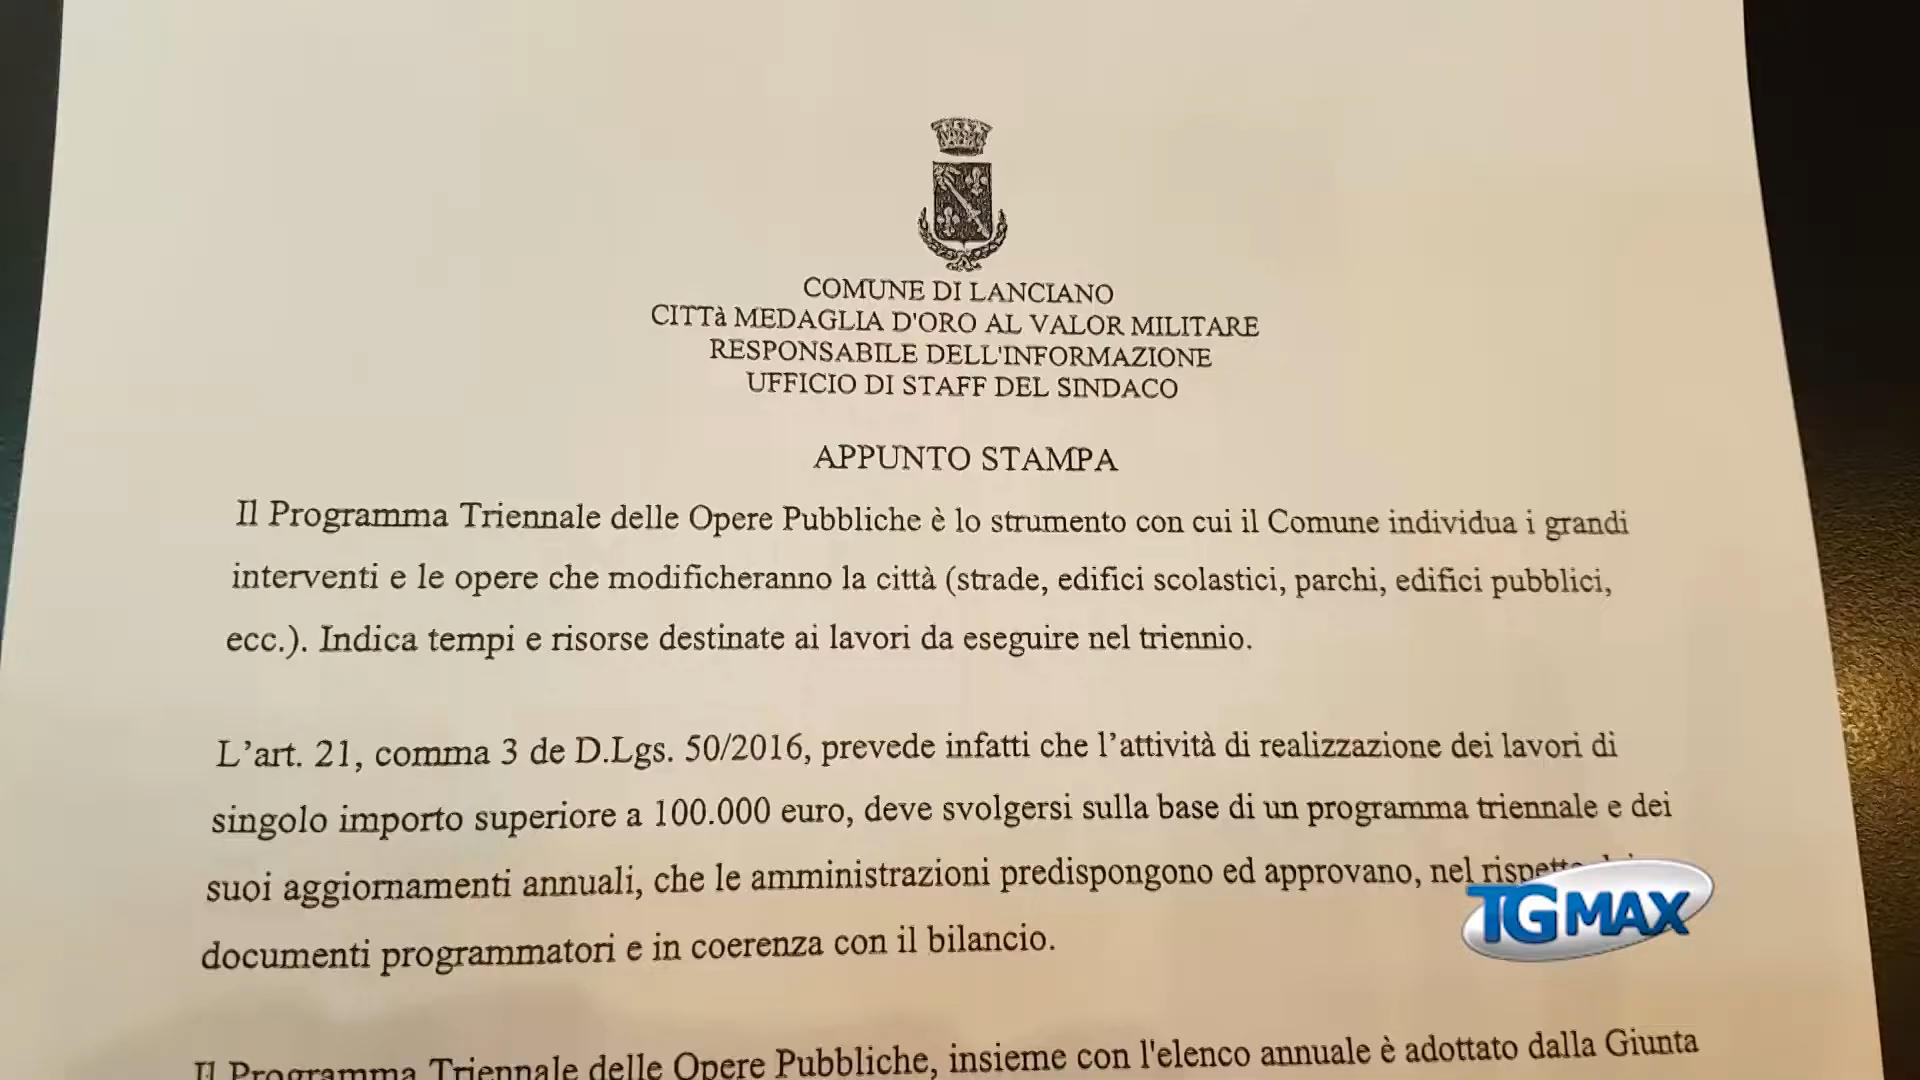 COMUNE DI LANCIANO
CITTà MEDAGLIA D'ORO AL VALOR MILITARE
RESPONSABILE DELL'INFORMAZIONE
UFFICIO DI STAFF DEL SINDACO
APPUNTO STAMPA
Il Programma Triennale delle Opere Pubbliche è lo strumento con cui il Comune individua i grandi
interventi e le opere che modificheranno la città (strade, edifici scolastici, parchi, edifici pubblici,
ecc.). Indica tempi e risorse destinate ai lavori da eseguire nel triennio.
L’art. 21, comma 3 de D.Lgs. 50/2016, prevede infatti che l’attività di realizzazione dei lavori di
singolo importo superiore a 100.000 euro, deve svolgersi sulla base di un programma triennale e dei
suoi aggiornamenti annuali, che le amministrazioni predispongono ed approvano, nel
documenti programmatori e in coerenza con il bilancio.
TGMAX
Il Programma Triennale delle Opere Pubbliche, insieme con l'elenco annuale è adottato dalla Giunta